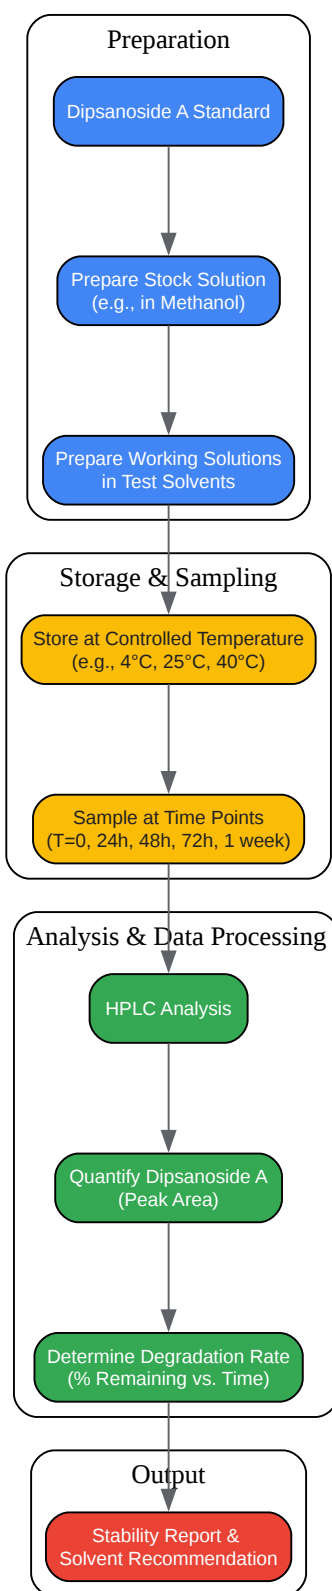 Preparation
Dipsanoside A Standard
Prepare Stock Solution
(e.g., in Methanol)
Prepare Working Solutions
in Test Solvents
Storage & Sampling
Store at Controlled Temperature
(e.g., 4°C, 25°C, 40°C)
Sample at Time Points
(T=0, 24h, 48h, 72h, 1 week)
Analysis & Data Processing
HPLC Analysis
Quantify Dipsanoside A
(Peak Area)
Determine Degradation Rate
(% Remaining vs. Time)
Output
Stability Report &
Solvent Recommendation